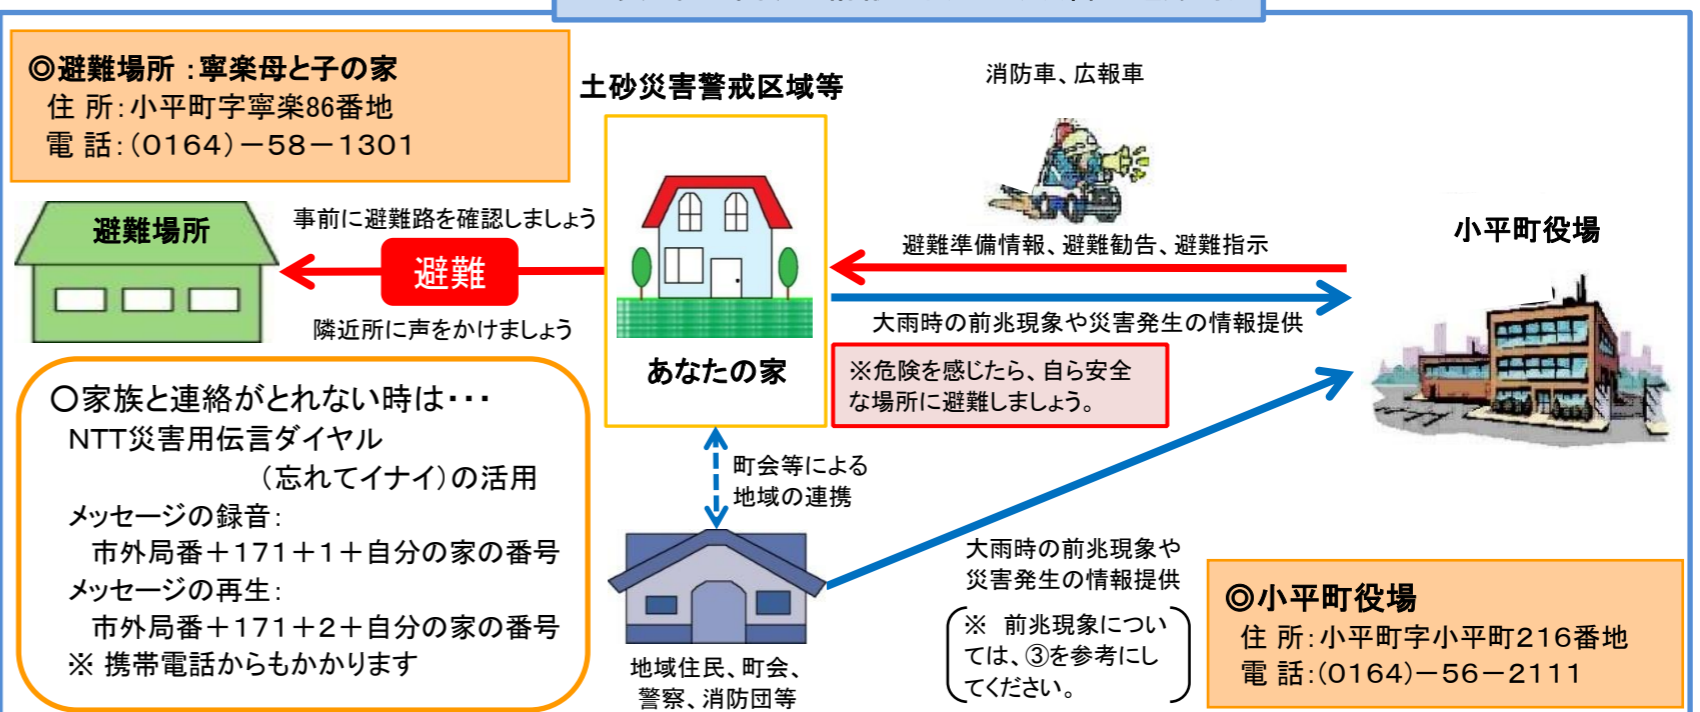 ◎避難場所：寧楽母と子の家
住 所：小平町字寧楽86番地
電 話：(0164)－58－1301
土砂災害警戒区域等
消防車、広報車
避難場所
事前に避難路を確認しましょう
避難
隣近所に声をかけましょう
あなたの家
避難準備情報、避難勧告、避難指示
大雨時の前兆現象や災害発生の情報提供
※危険を感じたら、自ら安全
な場所に避難しましょう。
小平町役場
〇家族と連絡がとれない時は・・・
NTT災害用伝言ダイヤル
（忘れてイナイ）の活用
メッセージの録音：
市外局番＋171＋1＋自分の家の番号
メッセージの再生：
市外局番＋171＋2＋自分の家の番号
※ 携帯電話からもかかります
町会等による
地域の連携
地域住民、町会、
警察、消防団等
大雨時の前兆現象や
災害発生の情報提供
※ 前兆現象につい
ては、③を参考にし
てください。
◎小平町役場
住 所：小平町字小平町216番地
電 話：(0164)－56－2111